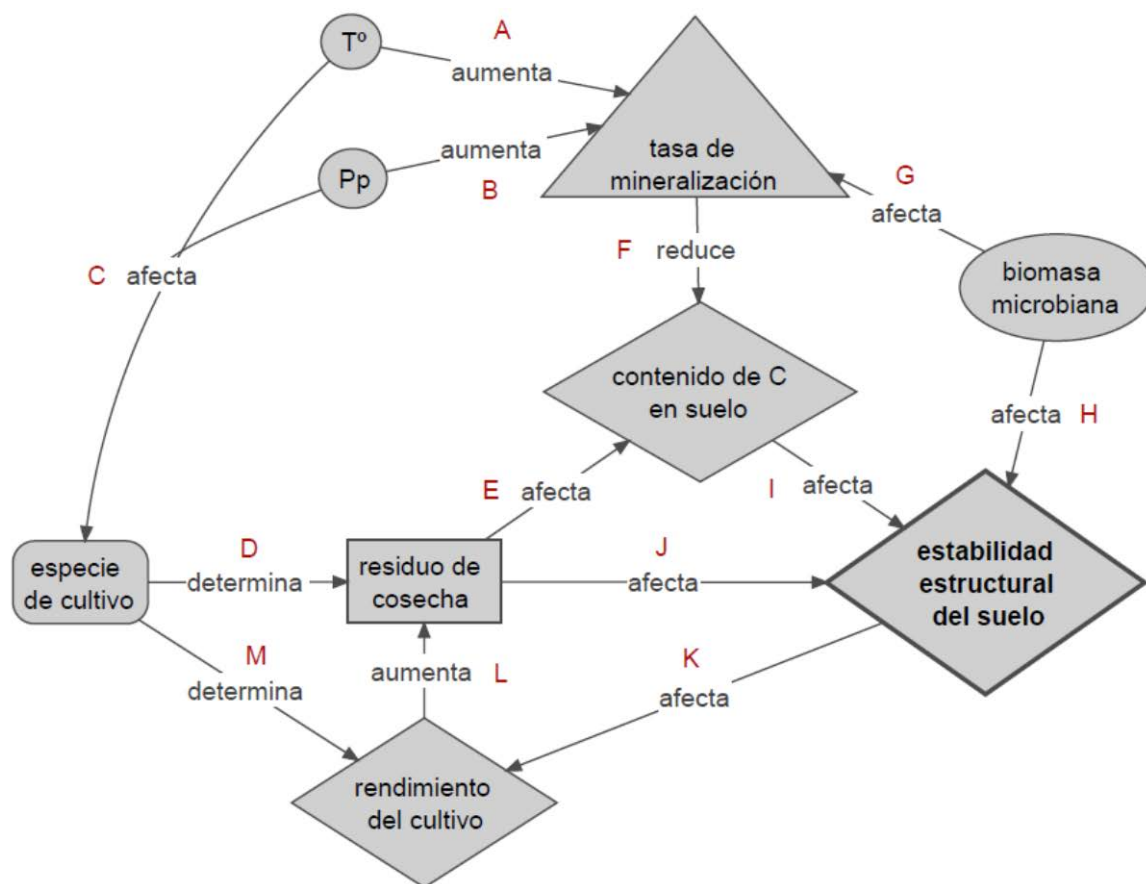 A
Tº
aumenta
aumenta
Pp
B
tasa de
mineralización
G
afecta
C afecta
F reduce
biomasa
microbiana
contenido de C
en suelo
afecta H
E afecta
I afecta
especie
de cultivo
D
determina
residuo de
cosecha
J
afecta
estabilidad
estructural
del suelo
M
determina
aumenta L
K
afecta
rendimiento
del cultivo